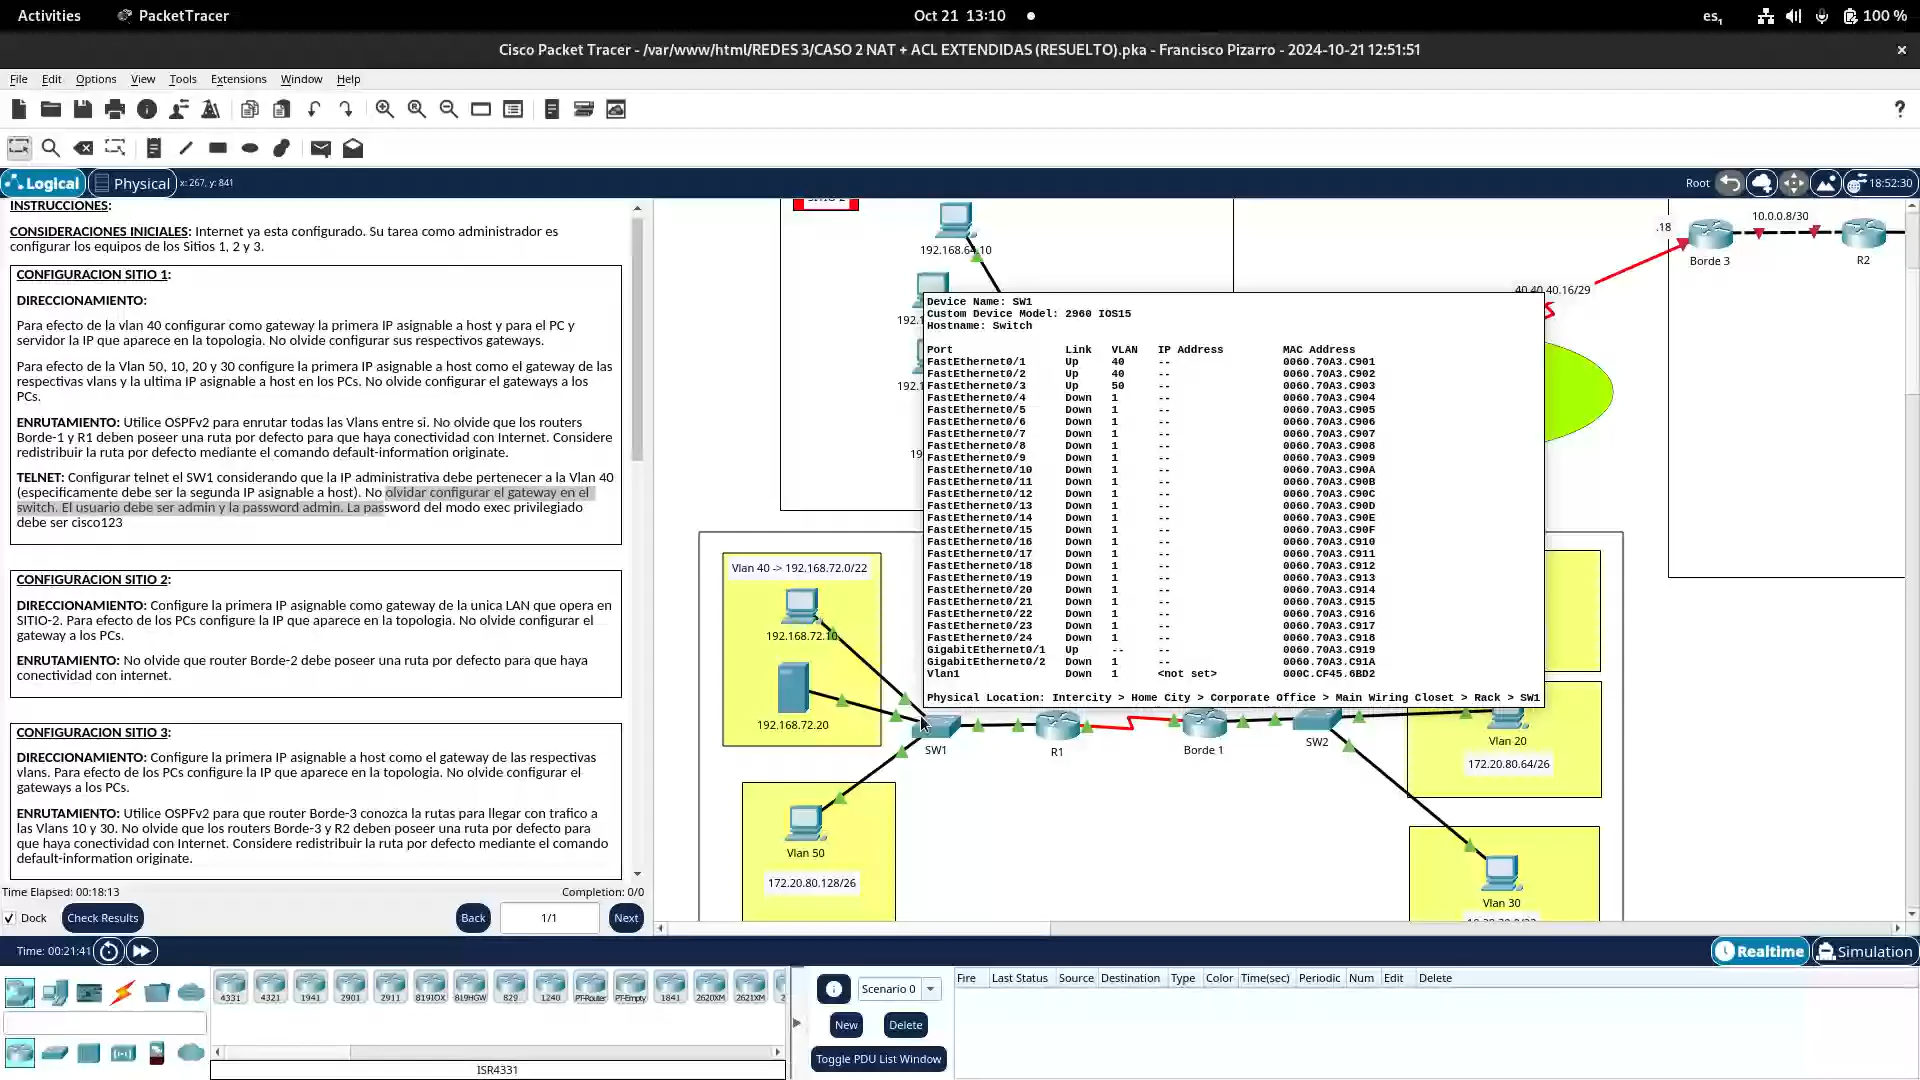 Activities
PacketTracer
Oct 21 13:10
es₁
100 %
Cisco Packet Tracer - /var/www/html/REDES 3/CASO 2 NAT + ACL EXTENDIDAS (RESUELTO).pka - Francisco Pizarro - 2024-10-21 12:51:51
File Edit Options View Tools Extensions Window Help
Logical Physical x: 267, y: 841
Root 18:52:30
INSTRUCCIONES:
CONSIDERACIONES INICIALES: Internet ya esta configurado. Su tarea como administrador es
configurar los equipos de los Sitios 1, 2 y 3.
CONFIGURACION SITIO 1:
DIRECCIONAMIENTO:
Para efecto de la vlan 40 configurar como gateway la primera IP asignable a host y para el PC y
servidor la IP que aparece en la topologia. No olvide configurar sus respectivos gateways.
Para efecto de la Vlan 50, 10, 20 y 30 configure la primera IP asignable a host como el gateway de las
respectivas vlans y la ultima IP asignable a host en los PCs. No olvide configurar el gateways a los
PCs.
ENRUTAMIENTO: Utilice OSPFv2 para enrutar todas las Vlans entre si. No olvide que los routers
Borde-1 y R1 deben poseer una ruta por defecto para que haya conectividad con Internet. Considere
redistribuir la ruta por defecto mediante el comando default-information originate.
TELNET: Configurar telnet el SW1 considerando que la IP administrativa debe pertenecer a la Vlan 40
(especificamente debe ser la segunda IP asignable a host). No olvidar configurar el gateway en el
switch. El usuario debe ser admin y la password admin. La password del modo exec privilegiado
debe ser cisco123
CONFIGURACION SITIO 2:
DIRECCIONAMIENTO: Configure la primera IP asignable como gateway de la unica LAN que opera en
SITIO-2. Para efecto de los PCs configure la IP que aparece en la topologia. No olvide configurar el
gateway a los PCs.
ENRUTAMIENTO: No olvide que router Borde-2 debe poseer una ruta por defecto para que haya
conectividad con internet.
CONFIGURACION SITIO 3:
DIRECCIONAMIENTO: Configure la primera IP asignable a host como el gateway de las respectivas
vlans. Para efecto de los PCs configure la IP que aparece en la topologia. No olvide configurar el
gateways a los PCs.
ENRUTAMIENTO: Utilice OSPFv2 para que router Borde-3 conozca la rutas para llegar con trafico a
las Vlans 10 y 30. No olvide que los routers Borde-3 y R2 deben poseer una ruta por defecto para
que haya conectividad con Internet. Considere redistribuir la ruta por defecto mediante el comando
default-information originate.
Time Elapsed: 00:18:13 Completion: 0/0
Dock Check Results Back 1/1 Next
192.168.64.10
192.1
192.1
19
.18
10.0.0.8/30
Borde 3
R2
40.40.40.16/29
Device Name: SW1
Custom Device Model: 2960 IOS15
Hostname: Switch
Port Link VLAN IP Address MAC Address
FastEthernet0/1 Up 40 -- 0060.70A3.C901
FastEthernet0/2 Up 40 -- 0060.70A3.C902
FastEthernet0/3 Up 50 -- 0060.70A3.C903
FastEthernet0/4 Down 1 -- 0060.70A3.C904
FastEthernet0/5 Down 1 -- 0060.70A3.C905
FastEthernet0/6 Down 1 -- 0060.70A3.C906
FastEthernet0/7 Down 1 -- 0060.70A3.C907
FastEthernet0/8 Down 1 -- 0060.70A3.C908
FastEthernet0/9 Down 1 -- 0060.70A3.C909
FastEthernet0/10 Down 1 -- 0060.70A3.C90A
FastEthernet0/11 Down 1 -- 0060.70A3.C90B
FastEthernet0/12 Down 1 -- 0060.70A3.C90C
FastEthernet0/13 Down 1 -- 0060.70A3.C90D
FastEthernet0/14 Down 1 -- 0060.70A3.C90E
FastEthernet0/15 Down 1 -- 0060.70A3.C90F
FastEthernet0/16 Down 1 -- 0060.70A3.C910
FastEthernet0/17 Down 1 -- 0060.70A3.C911
FastEthernet0/18 Down 1 -- 0060.70A3.C912
FastEthernet0/19 Down 1 -- 0060.70A3.C913
FastEthernet0/20 Down 1 -- 0060.70A3.C914
FastEthernet0/21 Down 1 -- 0060.70A3.C915
FastEthernet0/22 Down 1 -- 0060.70A3.C916
FastEthernet0/23 Down 1 -- 0060.70A3.C917
FastEthernet0/24 Down 1 -- 0060.70A3.C918
GigabitEthernet0/1 Up -- -- 0060.70A3.C919
GigabitEthernet0/2 Down 1 -- 0060.70A3.C91A
Vlan1 Down 1 <not set> 000C.CF45.6BD2
Physical Location: Intercity > Home City > Corporate Office > Main Wiring Closet > Rack > SW1
Vlan 40 -> 192.168.72.0/22
192.168.72.10
192.168.72.20
SW1
R1
Borde 1
SW2
Vlan 20
172.20.80.64/26
Vlan 50
172.20.80.128/26
Vlan 30
Time: 00:21:41
Realtime Simulation
4331 4321 1941 2901 2911 819IOX 819HGW 829 1240 PT-Router PT-Empty 1841 2620XM 2621XM 2
ISR4331
Scenario 0
New Delete
Toggle PDU List Window
Fire Last Status Source Destination Type Color Time(sec) Periodic Num Edit Delete